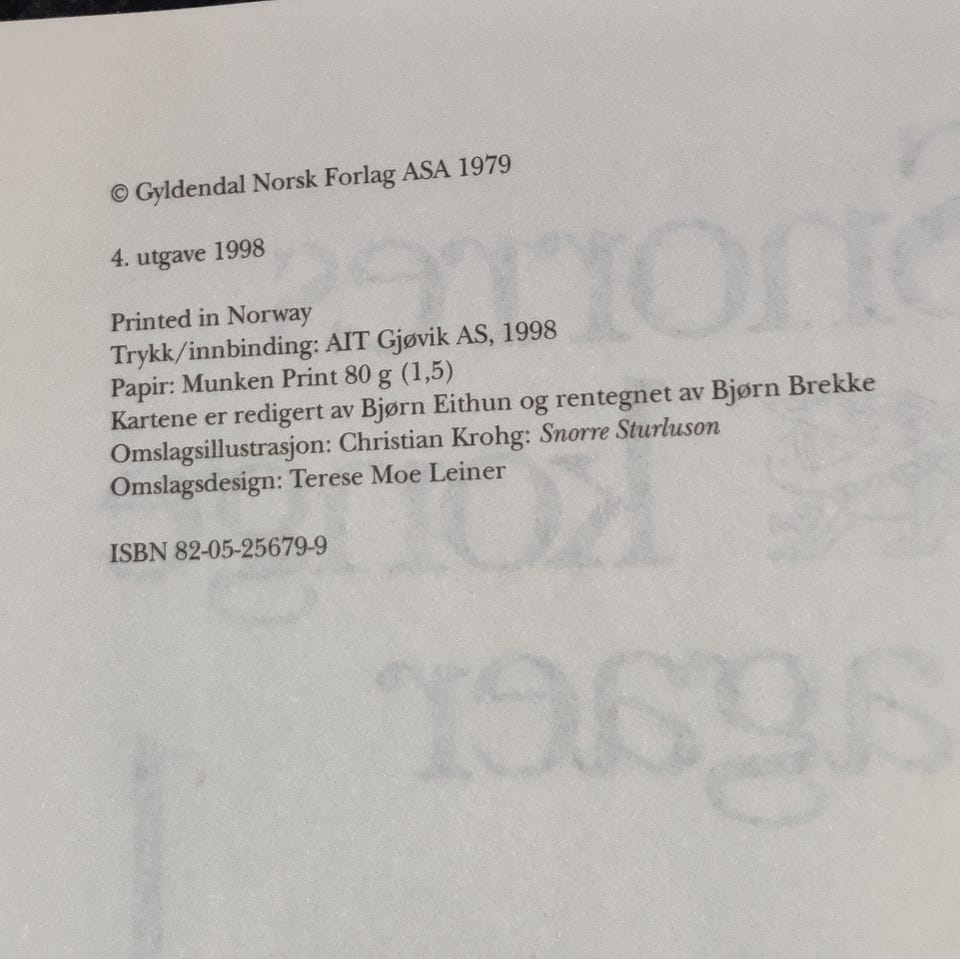 © Gyldendal Norsk Forlag ASA 1979
4. utgave 1998
Printed in Norway
Trykk/innbinding: AIT Gjøvik AS, 1998
Papir: Munken Print 80 g (1,5)
Kartene er redigert av Bjørn Eithun og rentegnet av Bjørn Brekke
Omslagsillustrasjon: Christian Krohg: Snorre Sturluson
Omslagsdesign: Terese Moe Leiner
ISBN 82-05-25679-9